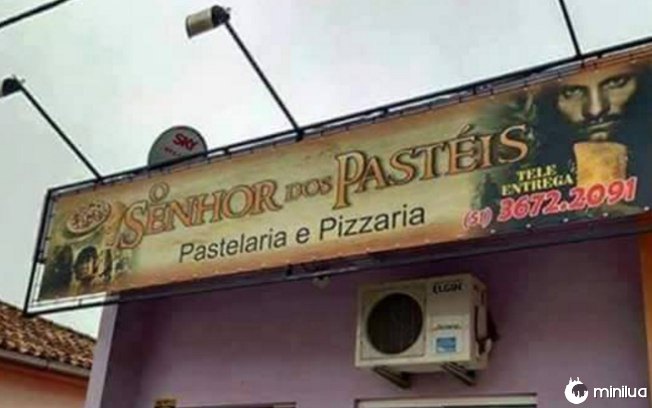 SKY
O SENHOR DOS PASTÉIS
Pastelaria e Pizzaria
TELE
ENTREGA
(51) 3672.2091
ELGIN
minilua